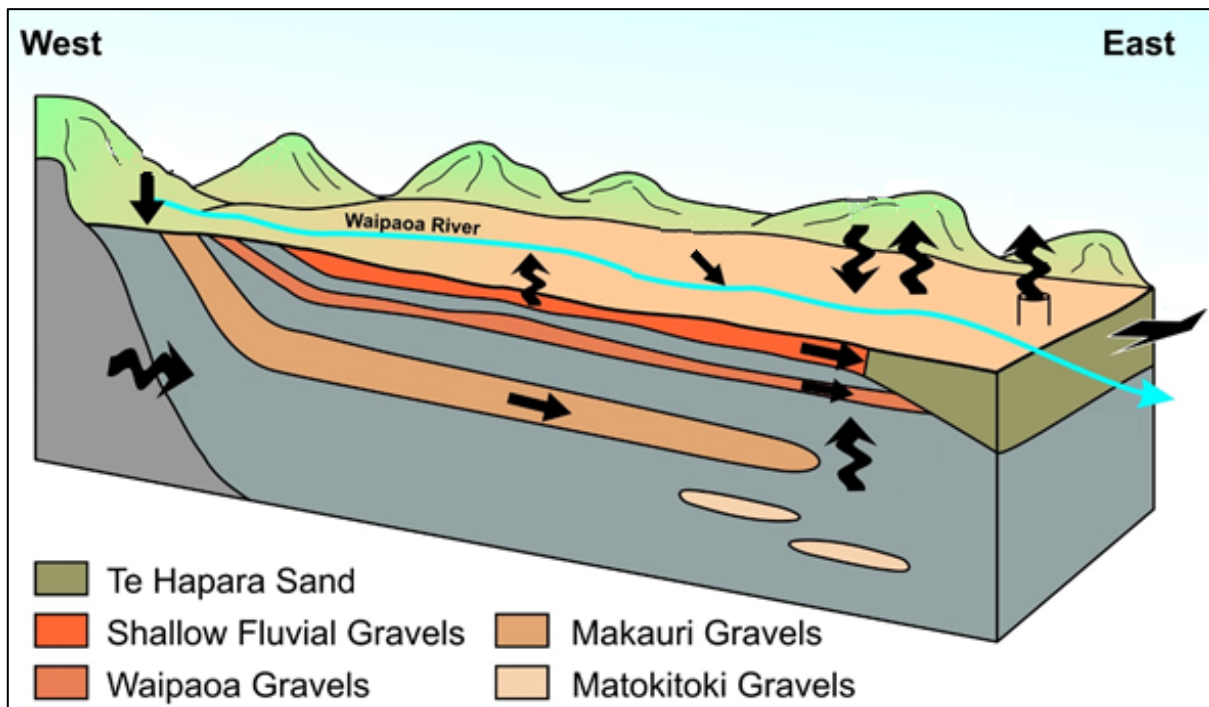 West
East
Waipaoa River
Te Hapara Sand
Shallow Fluvial Gravels
Makauri Gravels
Waipaoa Gravels
Matokitoki Gravels